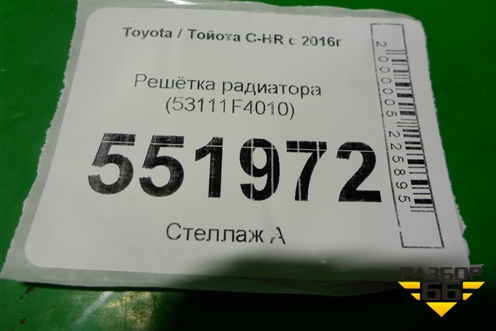 Toyota / Тойота C-HR с 2016г
Решётка радиатора
(53111F4010)
551972
Стеллаж А
2000005225895
РАЗБОР
66